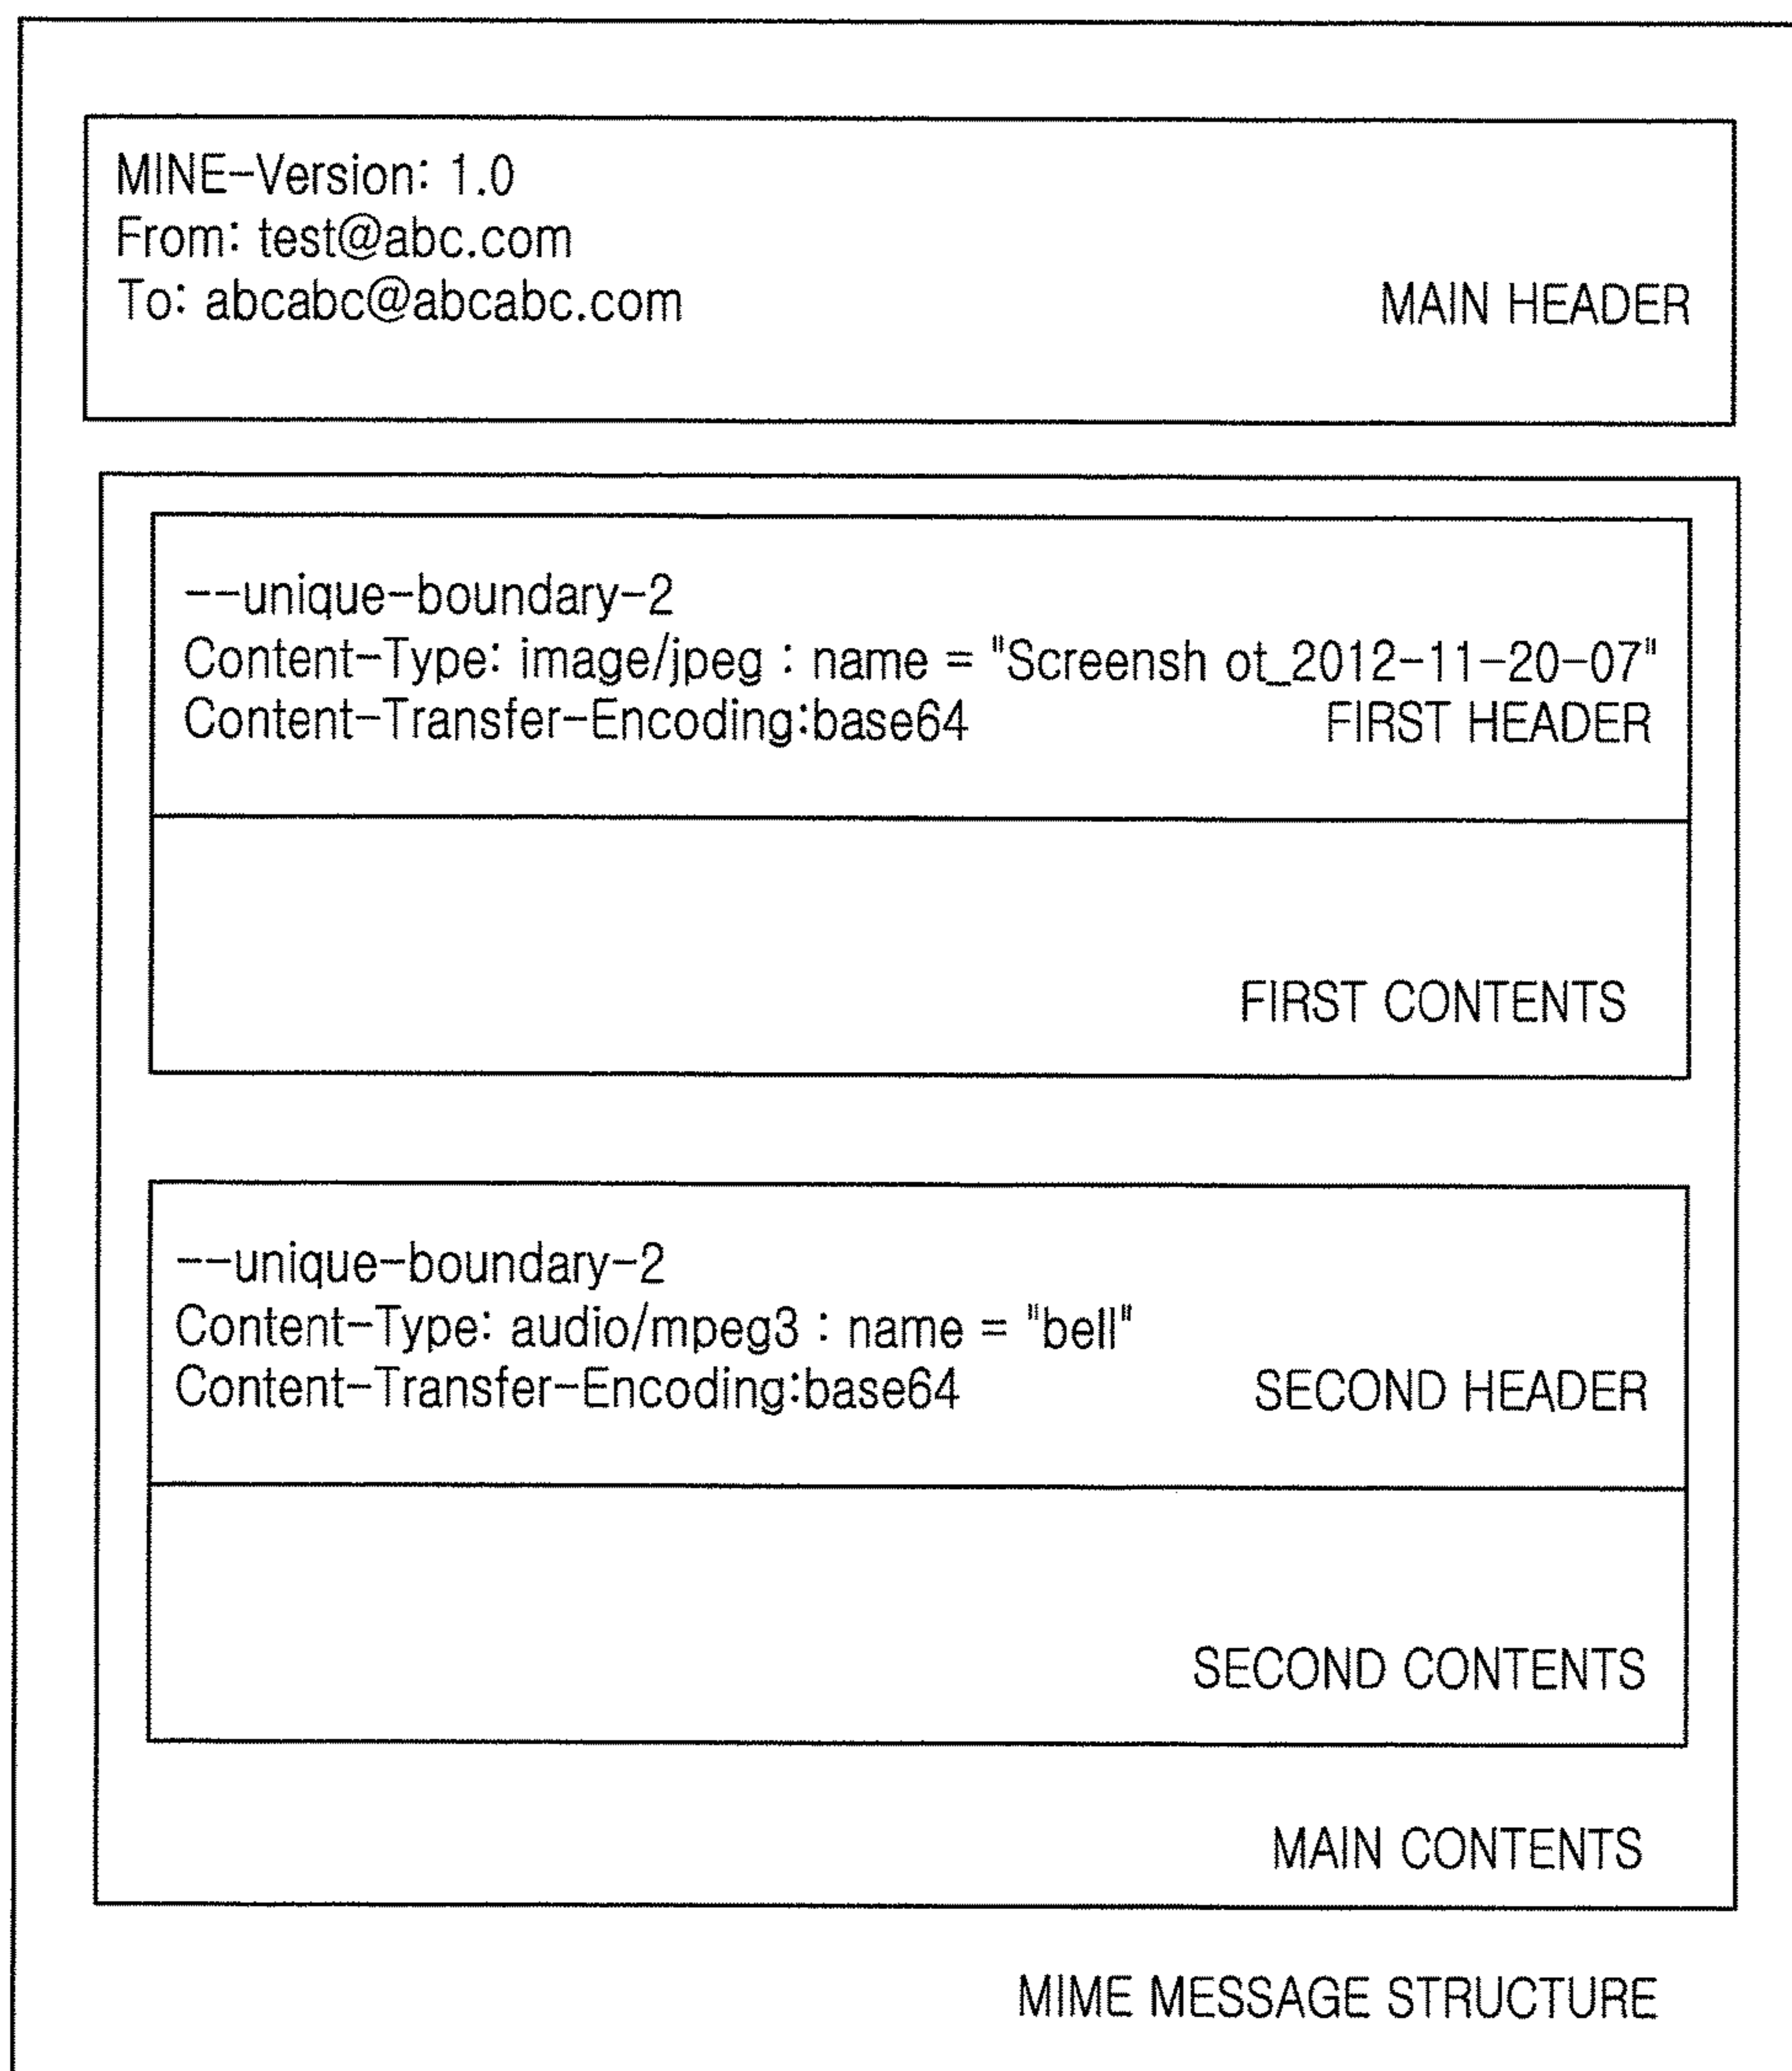 MINE-Version: 1.0
From: test@abc.com
To: abcabc@abcabc.com MAIN HEADER
--unique-boundary-2
Content-Type: image/jpeg : name = "Screensh ot_2012-11-20-07"
Content-Transfer-Encoding:base64 FIRST HEADER
FIRST CONTENTS
--unique-boundary-2
Content-Type: audio/mpeg3 : name = "bell"
Content-Transfer-Encoding:base64 SECOND HEADER
SECOND CONTENTS
MAIN CONTENTS
MIME MESSAGE STRUCTURE